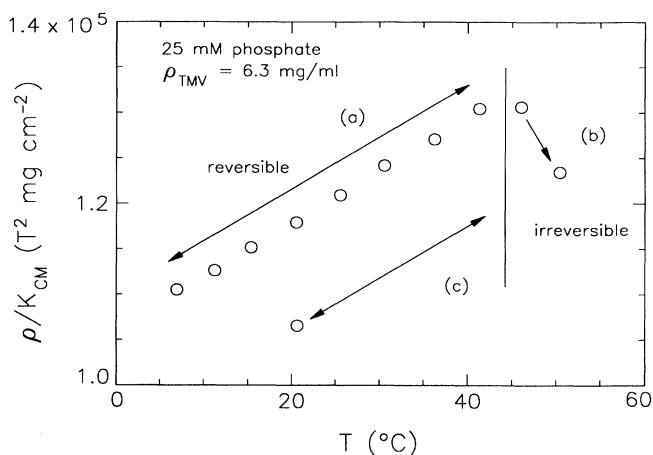 1.4 x 10⁵
25 mM phosphate
ρTMV = 6.3 mg/ml
(a)
reversible
(b)
1.2
irreversible
(c)
1.0
ρ/KCM (T² mg cm⁻²)
0 20 40 60
T (°C)